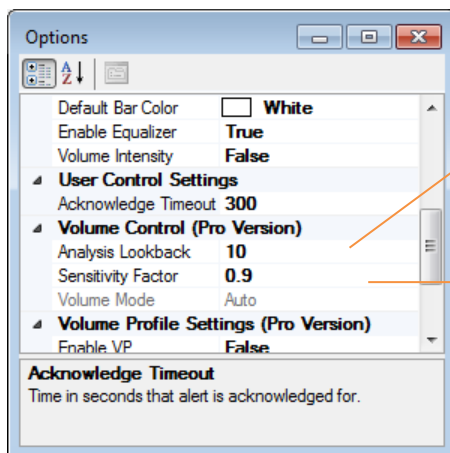 Options
A
Z
Default Bar Color White
Enable Equalizer True
Volume Intensity False
User Control Settings
Acknowledge Timeout 300
Volume Control (Pro Version)
Analysis Lookback 10
Sensitivity Factor 0.9
Volume Mode Auto
Volume Profile Settings (Pro Version)
Enable VP False
Acknowledge Timeout
Time in seconds that alert is acknowledged for.